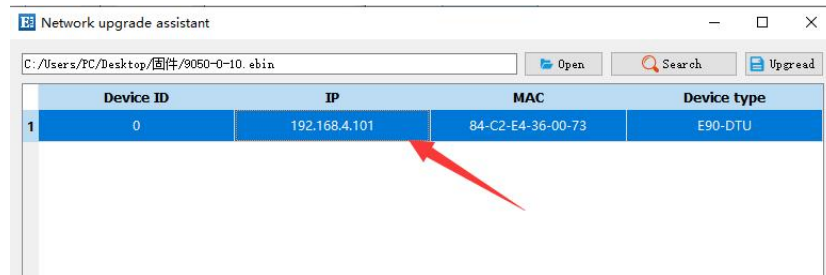 Network upgrade assistant
C:/Users/PC/Desktop/固件/9050-0-10.ebin Open Search Upgread
Device ID IP MAC Device type
1 0 192.168.4.101 84-C2-E4-36-00-73 E90-DTU